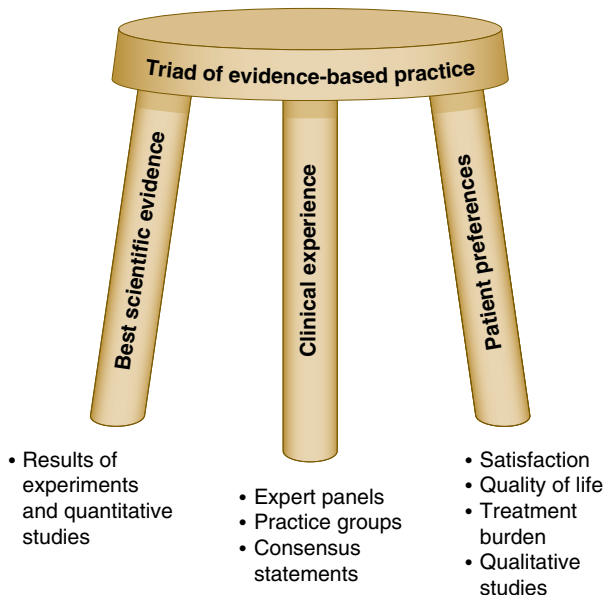 Triad of evidence-based practice
Best scientific evidence
Clinical experience
Patient preferences
• Results of
experiments
and quantitative
studies
• Expert panels
• Practice groups
• Consensus
statements
• Satisfaction
• Quality of life
• Treatment
burden
• Qualitative
studies